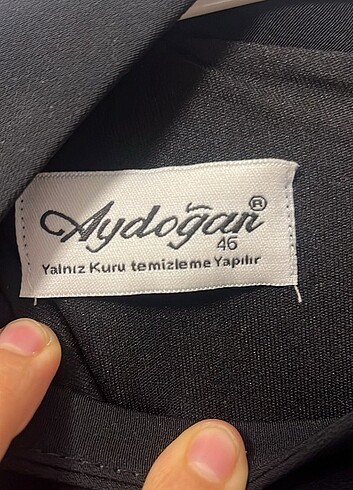 Aydoğan®
46
Yalnız Kuru temizleme Yapılır